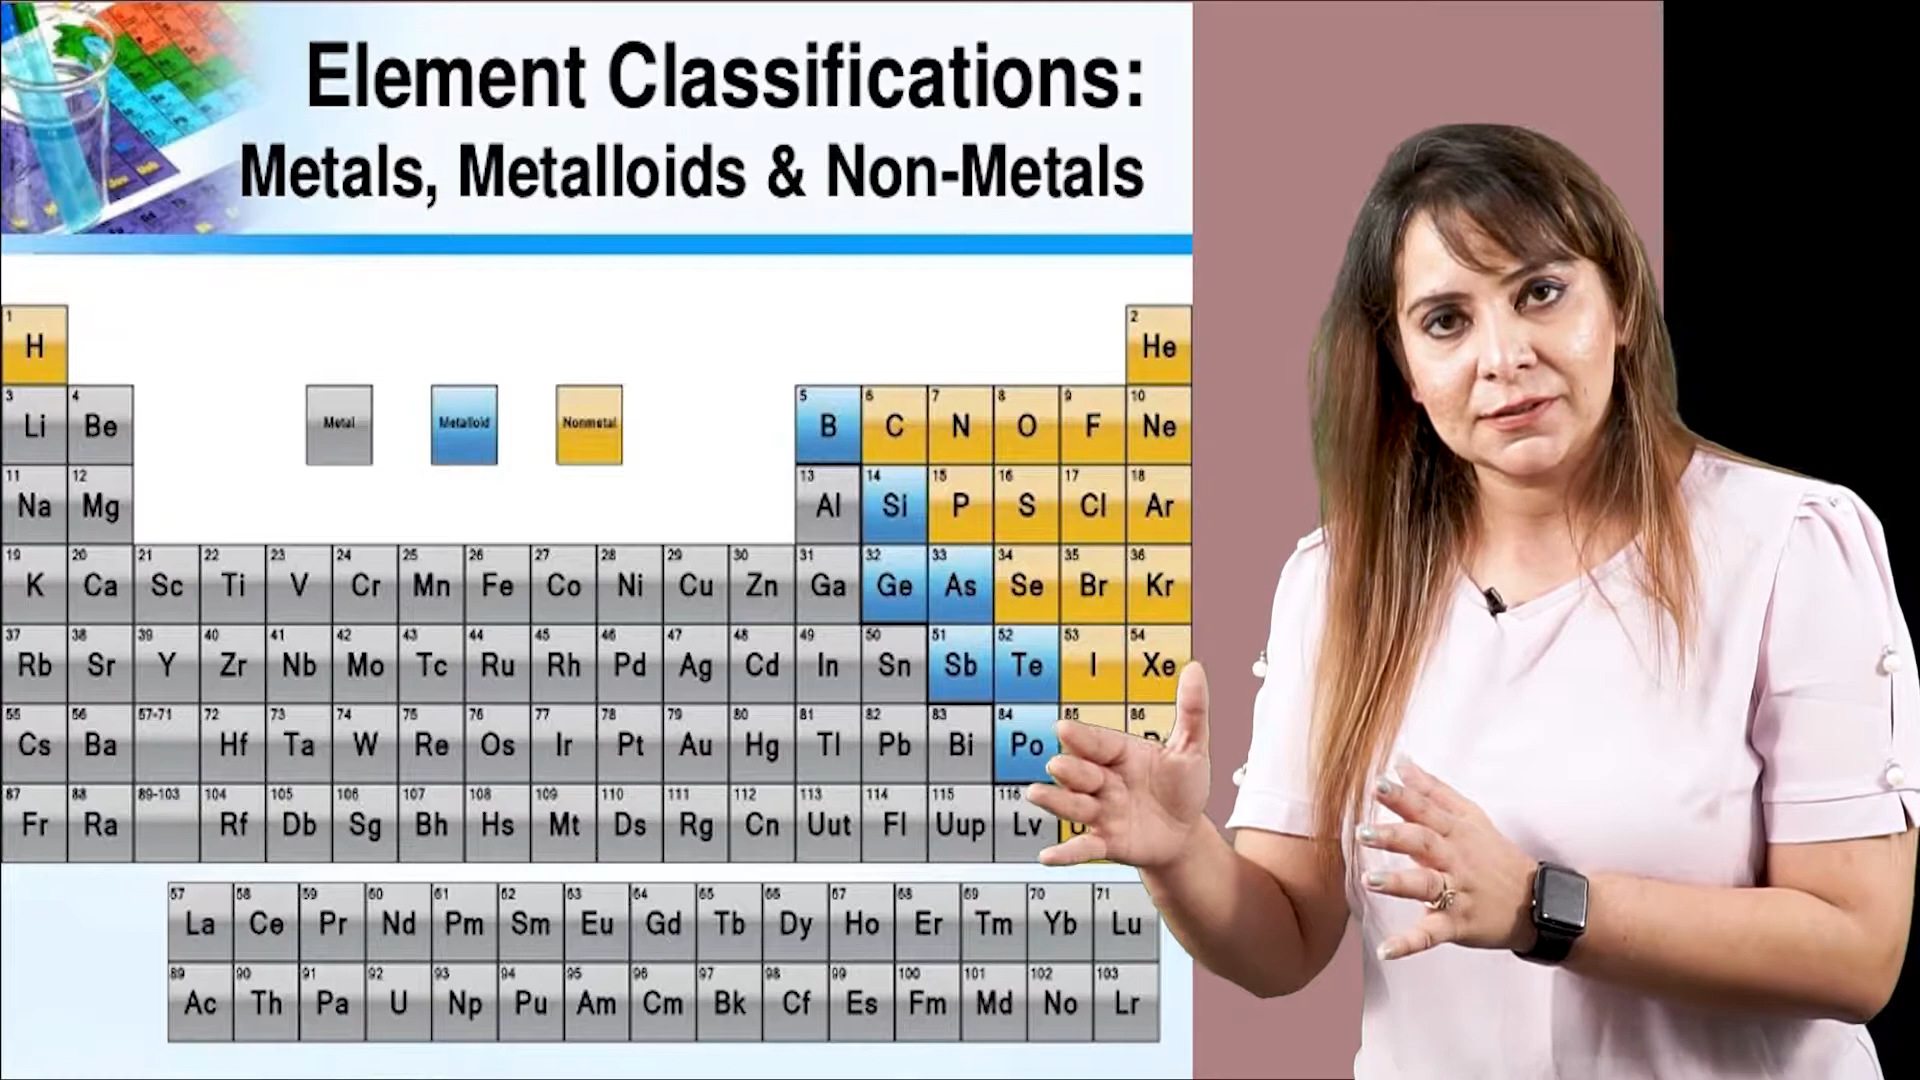 Element Classifications:
Metals, Metalloids & Non-Metals
1 2
H He
3 4 5 6 7 8 9 10
Li Be Metal Metalloid Nonmetal B C N O F Ne
11 12 13 14 15 16 17 18
Na Mg Al Si P S Cl Ar
19 20 21 22 23 24 25 26 27 28 29 30 31 32 33 34 35 36
K Ca Sc Ti V Cr Mn Fe Co Ni Cu Zn Ga Ge As Se Br Kr
37 38 39 40 41 42 43 44 45 46 47 48 49 50 51 52 53 54
Rb Sr Y Zr Nb Mo Tc Ru Rh Pd Ag Cd In Sn Sb Te I Xe
55 56 57-71 72 73 74 75 76 77 78 79 80 81 82 83 84 85 86
Cs Ba Hf Ta W Re Os Ir Pt Au Hg Tl Pb Bi Po
87 88 89-103 104 105 106 107 108 109 110 111 112 113 114 115 116
Fr Ra Rf Db Sg Bh Hs Mt Ds Rg Cn Uut Fl Uup Lv
57 58 59 60 61 62 63 64 65 66 67 68 69 70 71
La Ce Pr Nd Pm Sm Eu Gd Tb Dy Ho Er Tm Yb Lu
89 90 91 92 93 94 95 96 97 98 99 100 101 102 103
Ac Th Pa U Np Pu Am Cm Bk Cf Es Fm Md No Lr